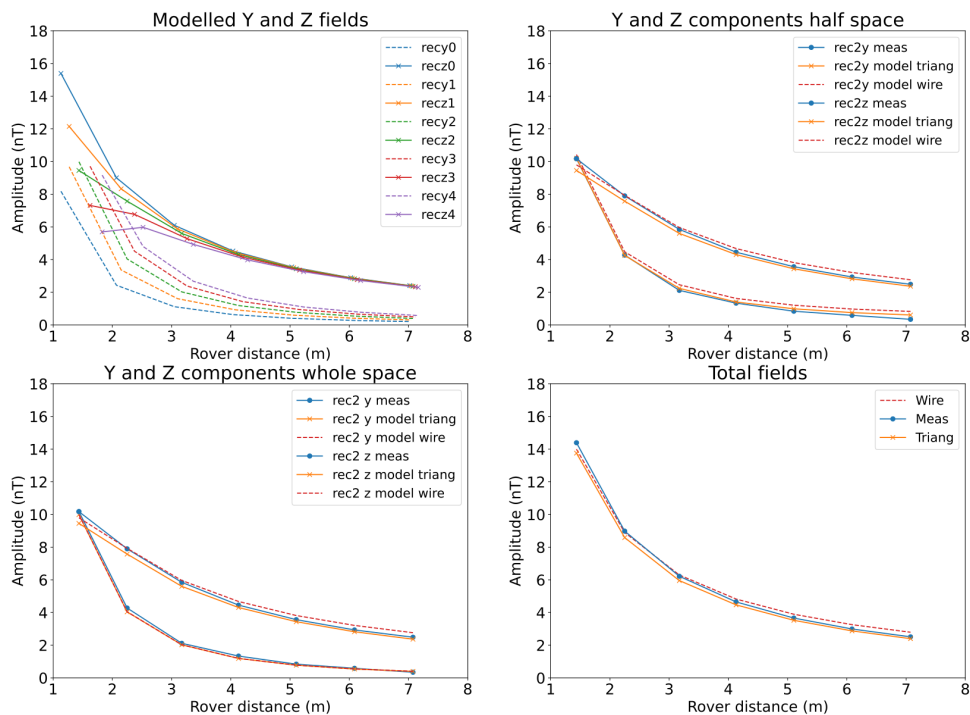 Modelled Y and Z fields
Amplitude (nT)
18
16
14
12
10
8
6
4
2
0
1 2 3 4 5 6 7 8
Rover distance (m)
recy0
recz0
recy1
recz1
recy2
recz2
recy3
recz3
recy4
recz4
Y and Z components half space
Amplitude (nT)
18
16
14
12
10
8
6
4
2
0
1 2 3 4 5 6 7 8
Rover distance (m)
rec2y meas
rec2y model triang
rec2y model wire
rec2z meas
rec2z model triang
rec2z model wire
Y and Z components whole space
Amplitude (nT)
18
16
14
12
10
8
6
4
2
0
1 2 3 4 5 6 7 8
Rover distance (m)
rec2 y meas
rec2 y model triang
rec2 y model wire
rec2 z meas
rec2 z model triang
rec2 z model wire
Total fields
Amplitude (nT)
18
16
14
12
10
8
6
4
2
0
1 2 3 4 5 6 7 8
Rover distance (m)
Wire
Meas
Triang